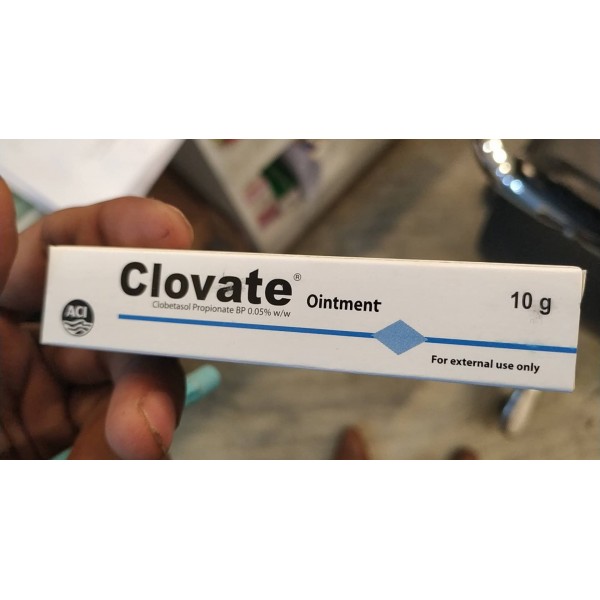 Clovate® Ointment
10 g
Clobetasol Propionate BP 0.05% w/w
ACI
For external use only